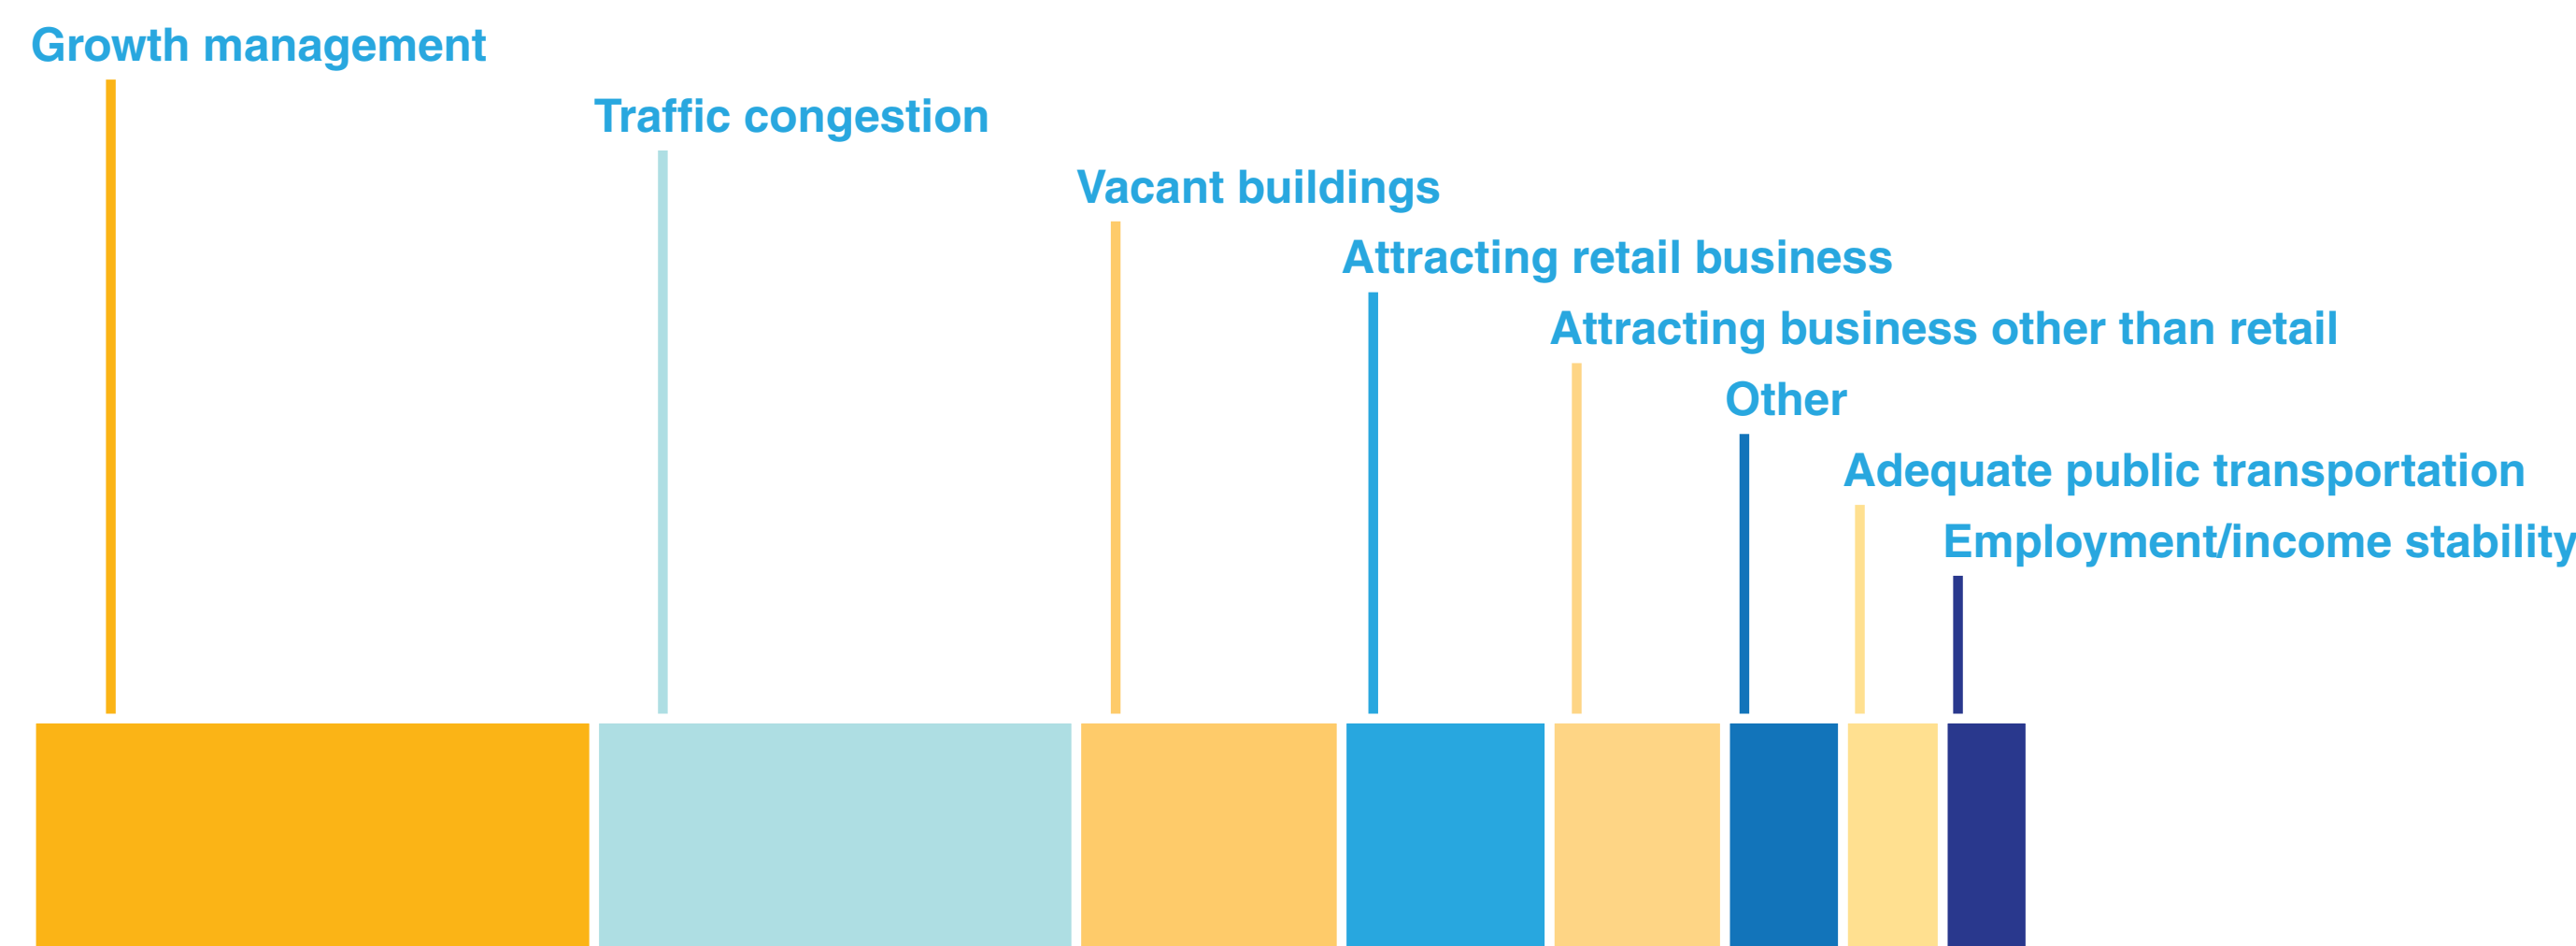 Growth management
Traffic congestion
Vacant buildings
Attracting retail business
Attracting business other than retail
Other
Adequate public transportation
Employment/income stability